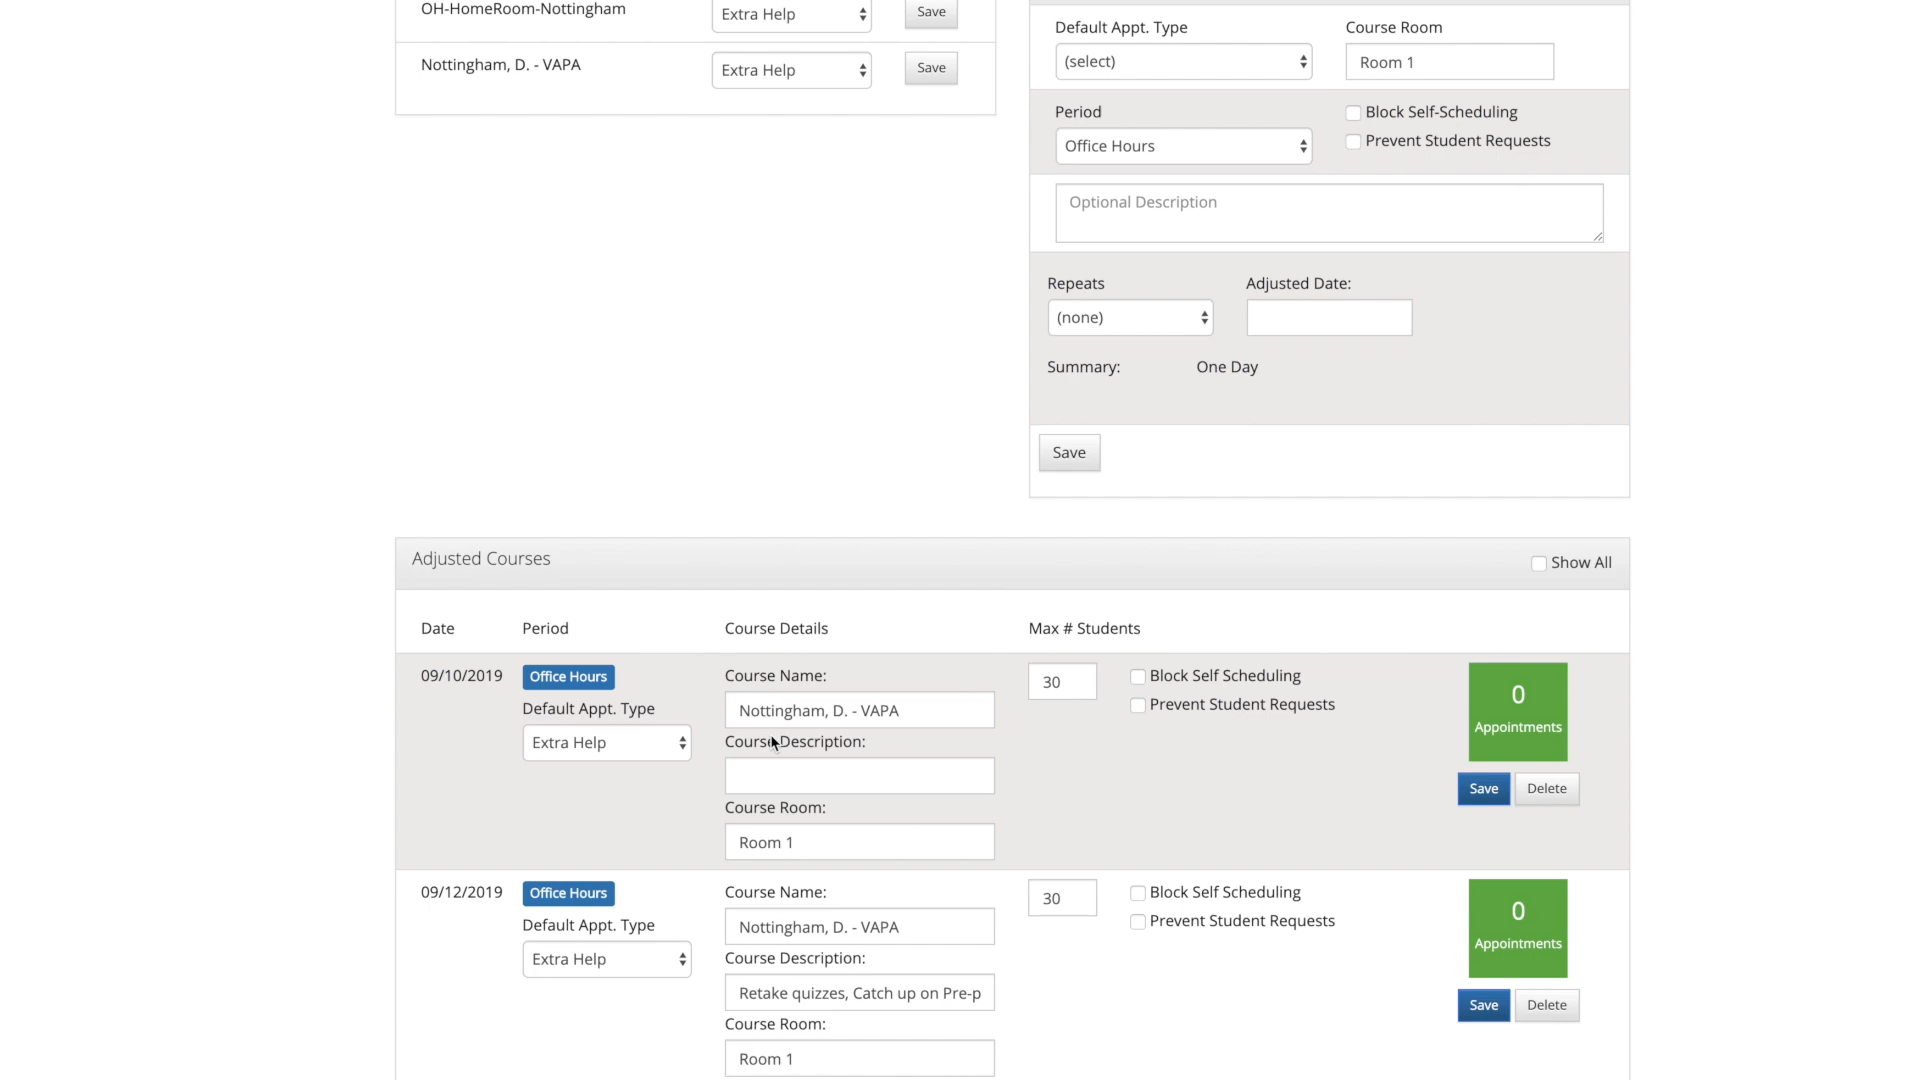 OH-HomeRoom-Nottingham
Extra Help
Save
Nottingham, D. - VAPA
Extra Help
Save
Default Appt. Type
Course Room
(select)
Room 1
Period
Block Self-Scheduling
Office Hours
Prevent Student Requests
Optional Description
Repeats
Adjusted Date:
(none)
Summary:
One Day
Save
Adjusted Courses
Show All
Date
Period
Course Details
Max # Students
09/10/2019
Office Hours
Default Appt. Type
Extra Help
Course Name:
Nottingham, D. - VAPA
Course Description:
Course Room:
Room 1
30
Block Self Scheduling
Prevent Student Requests
0
Appointments
Save
Delete
09/12/2019
Office Hours
Default Appt. Type
Extra Help
Course Name:
Nottingham, D. - VAPA
Course Description:
Retake quizzes, Catch up on Pre-p
Course Room:
Room 1
30
Block Self Scheduling
Prevent Student Requests
0
Appointments
Save
Delete